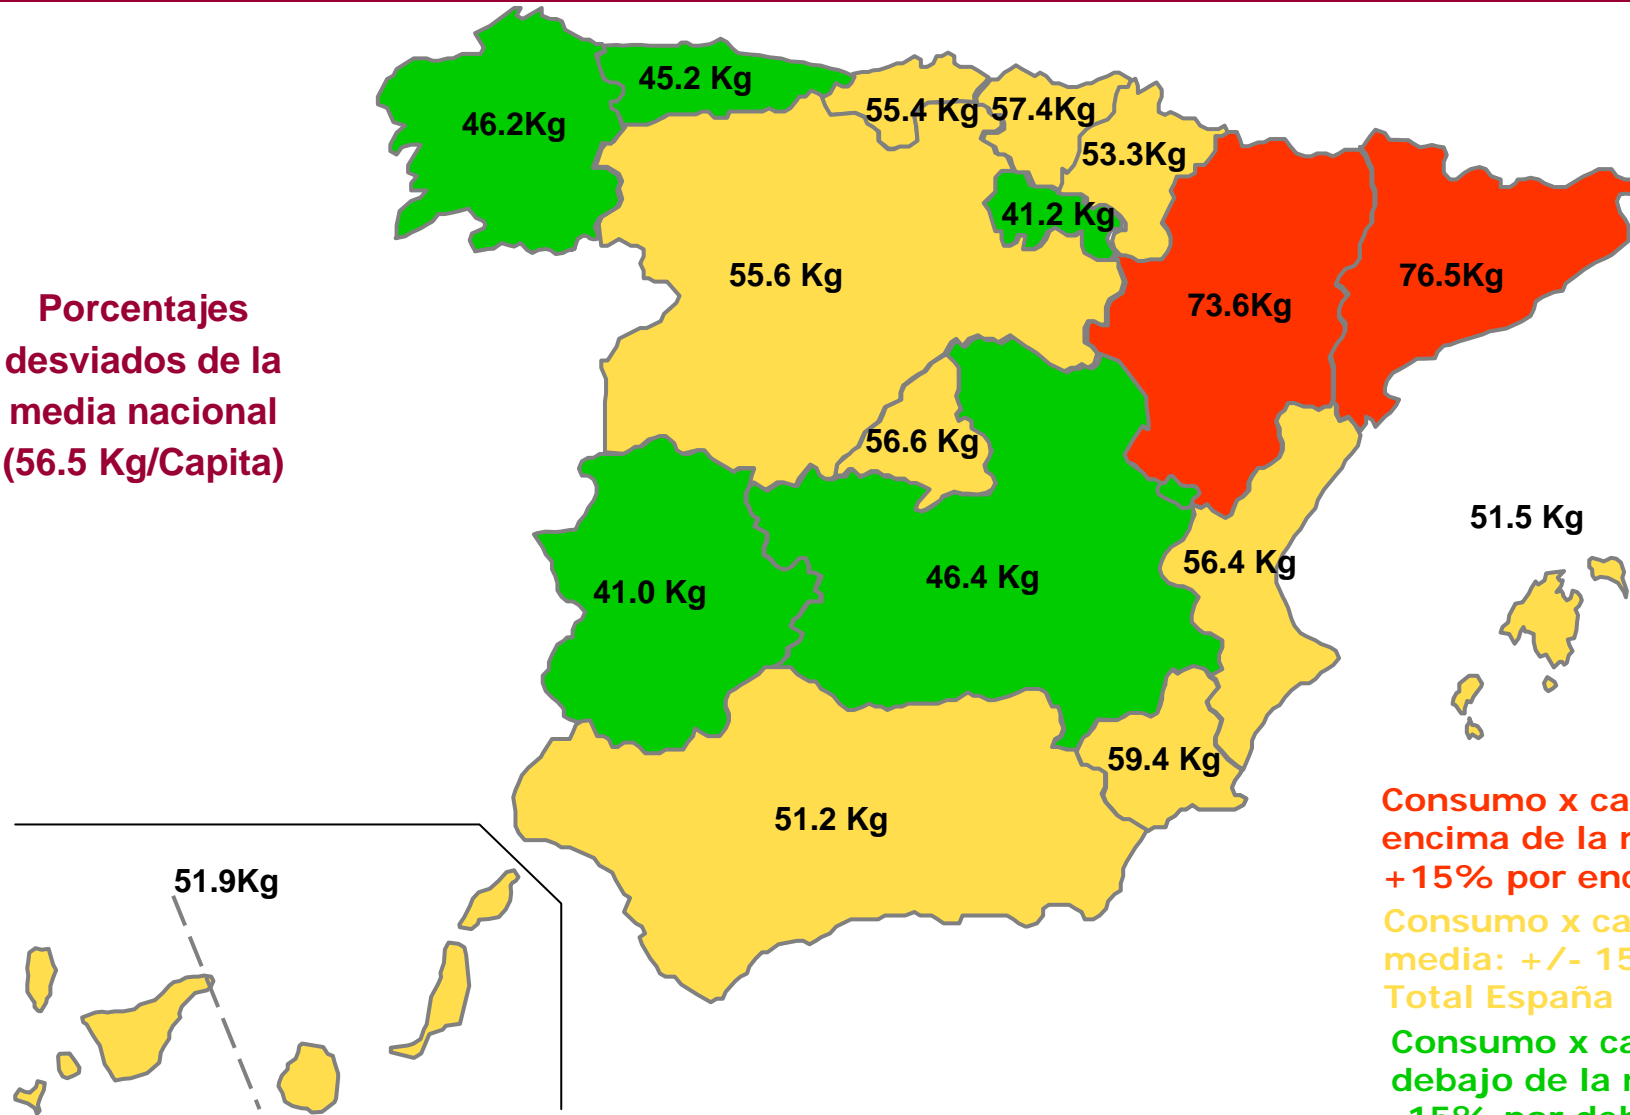 45.2 Kg
46.2Kg
55.4 Kg
57.4Kg
53.3Kg
41.2 Kg
55.6 Kg
73.6Kg
76.5Kg
Porcentajes
desviados de la
media nacional
(56.5 Kg/Capita)
56.6 Kg
51.5 Kg
56.4 Kg
46.4 Kg
41.0 Kg
59.4 Kg
51.2 Kg
51.9Kg
Consumo x ca
encima de la
+15% por enc
Consumo x ca
media: +/- 15
Total España
Consumo x ca
debajo de la
-15% por deb